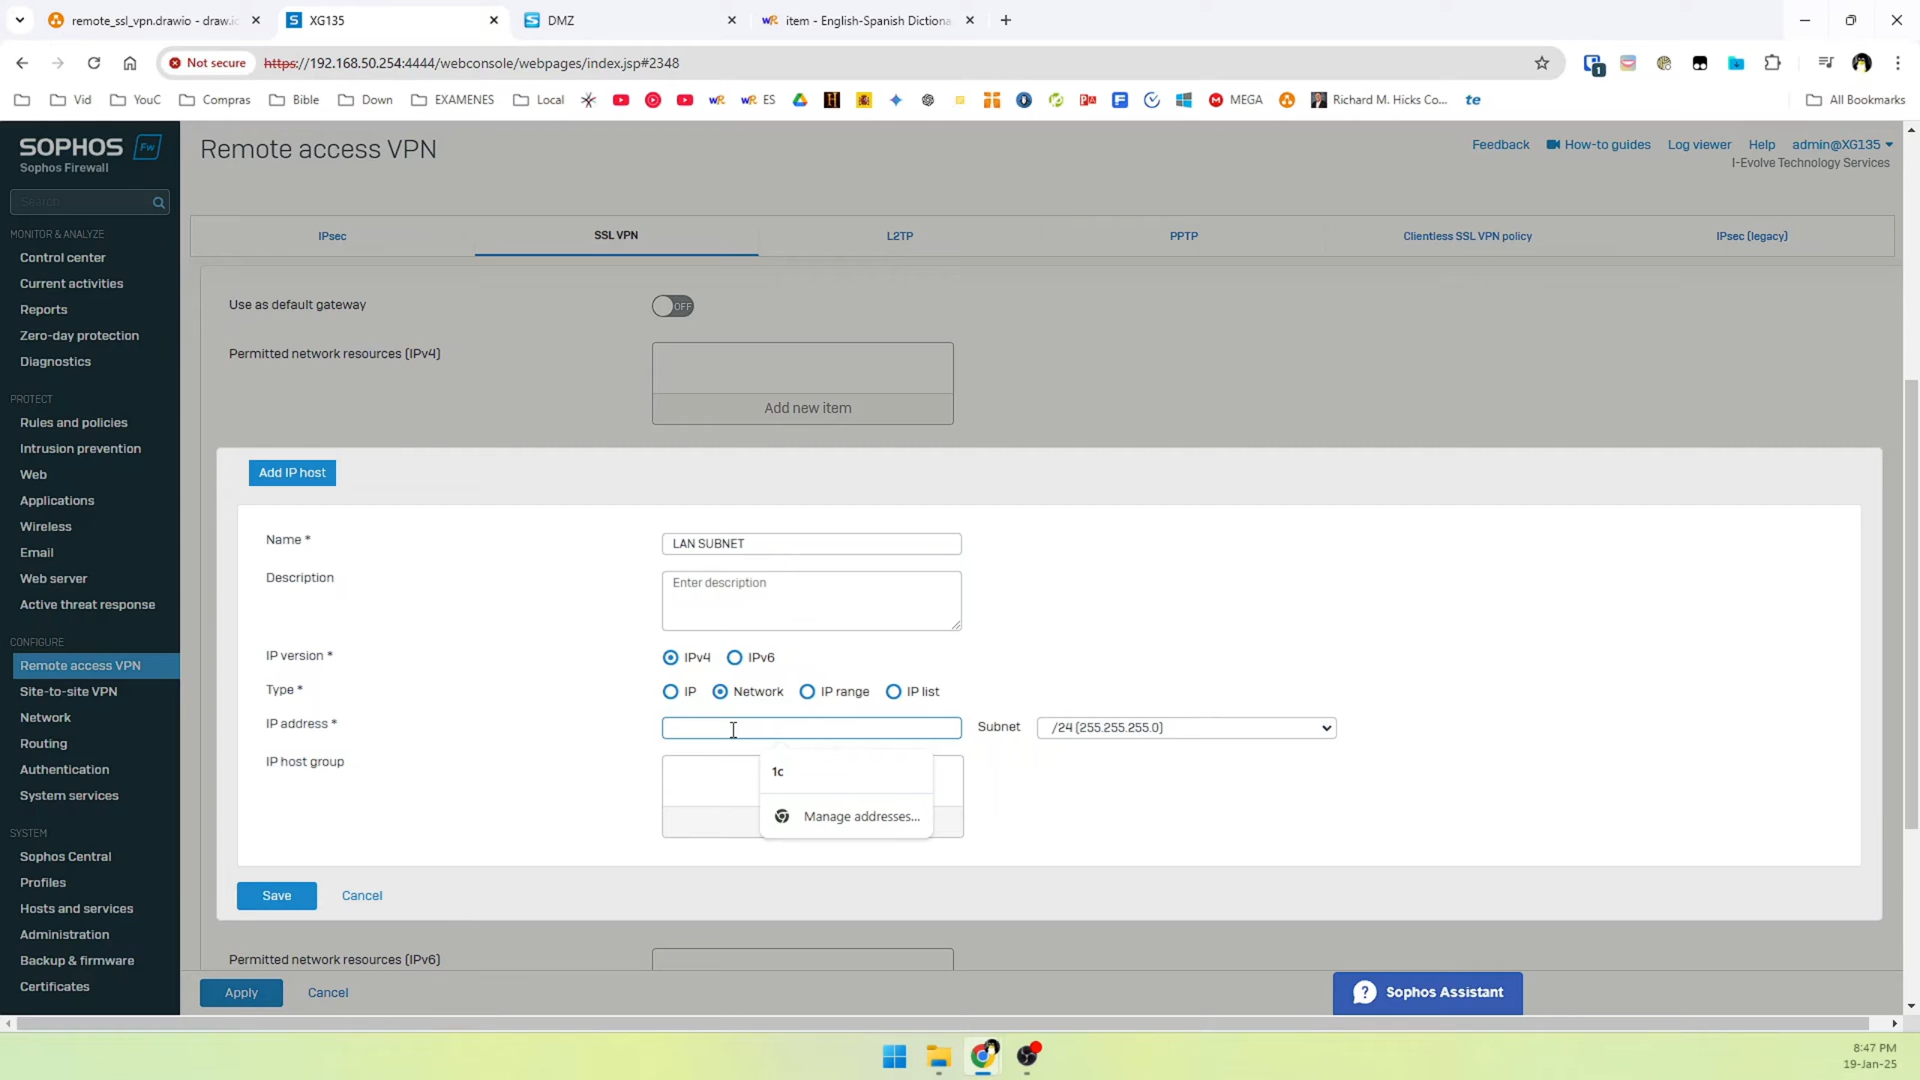 remote_ssl_vpn.drawio - draw.io
XG135
DMZ
item - English-Spanish Dictiona
Not secure
https://192.168.50.254:4444/webconsole/webpages/index.jsp#2348
1
Vid
YouC
Compras
Bible
Down
EXAMENES
Local
WR
WR ES
H
MEGA
Richard M. Hicks Co...
te
All Bookmarks
SOPHOS Fw
Sophos Firewall
Search
MONITOR & ANALYZE
Control center
Current activities
Reports
Zero-day protection
Diagnostics
PROTECT
Rules and policies
Intrusion prevention
Web
Applications
Wireless
Email
Web server
Active threat response
CONFIGURE
Remote access VPN
Site-to-site VPN
Network
Routing
Authentication
System services
SYSTEM
Sophos Central
Profiles
Hosts and services
Administration
Backup & firmware
Certificates
Remote access VPN
Feedback
How-to guides
Log viewer
Help
admin@XG135
I-Evolve Technology Services
IPsec
SSL VPN
L2TP
PPTP
Clientless SSL VPN policy
IPsec (legacy)
Use as default gateway
OFF
Permitted network resources (IPv4)
Add new item
Add IP host
Name *
LAN SUBNET
Description
Enter description
IP version *
IPv4
IPv6
Type *
IP
Network
IP range
IP list
IP address *
Subnet
/24 (255.255.255.0)
IP host group
1c
Manage addresses...
Save
Cancel
Permitted network resources (IPv6)
Apply
Cancel
Sophos Assistant
8:47 PM
19-Jan-25